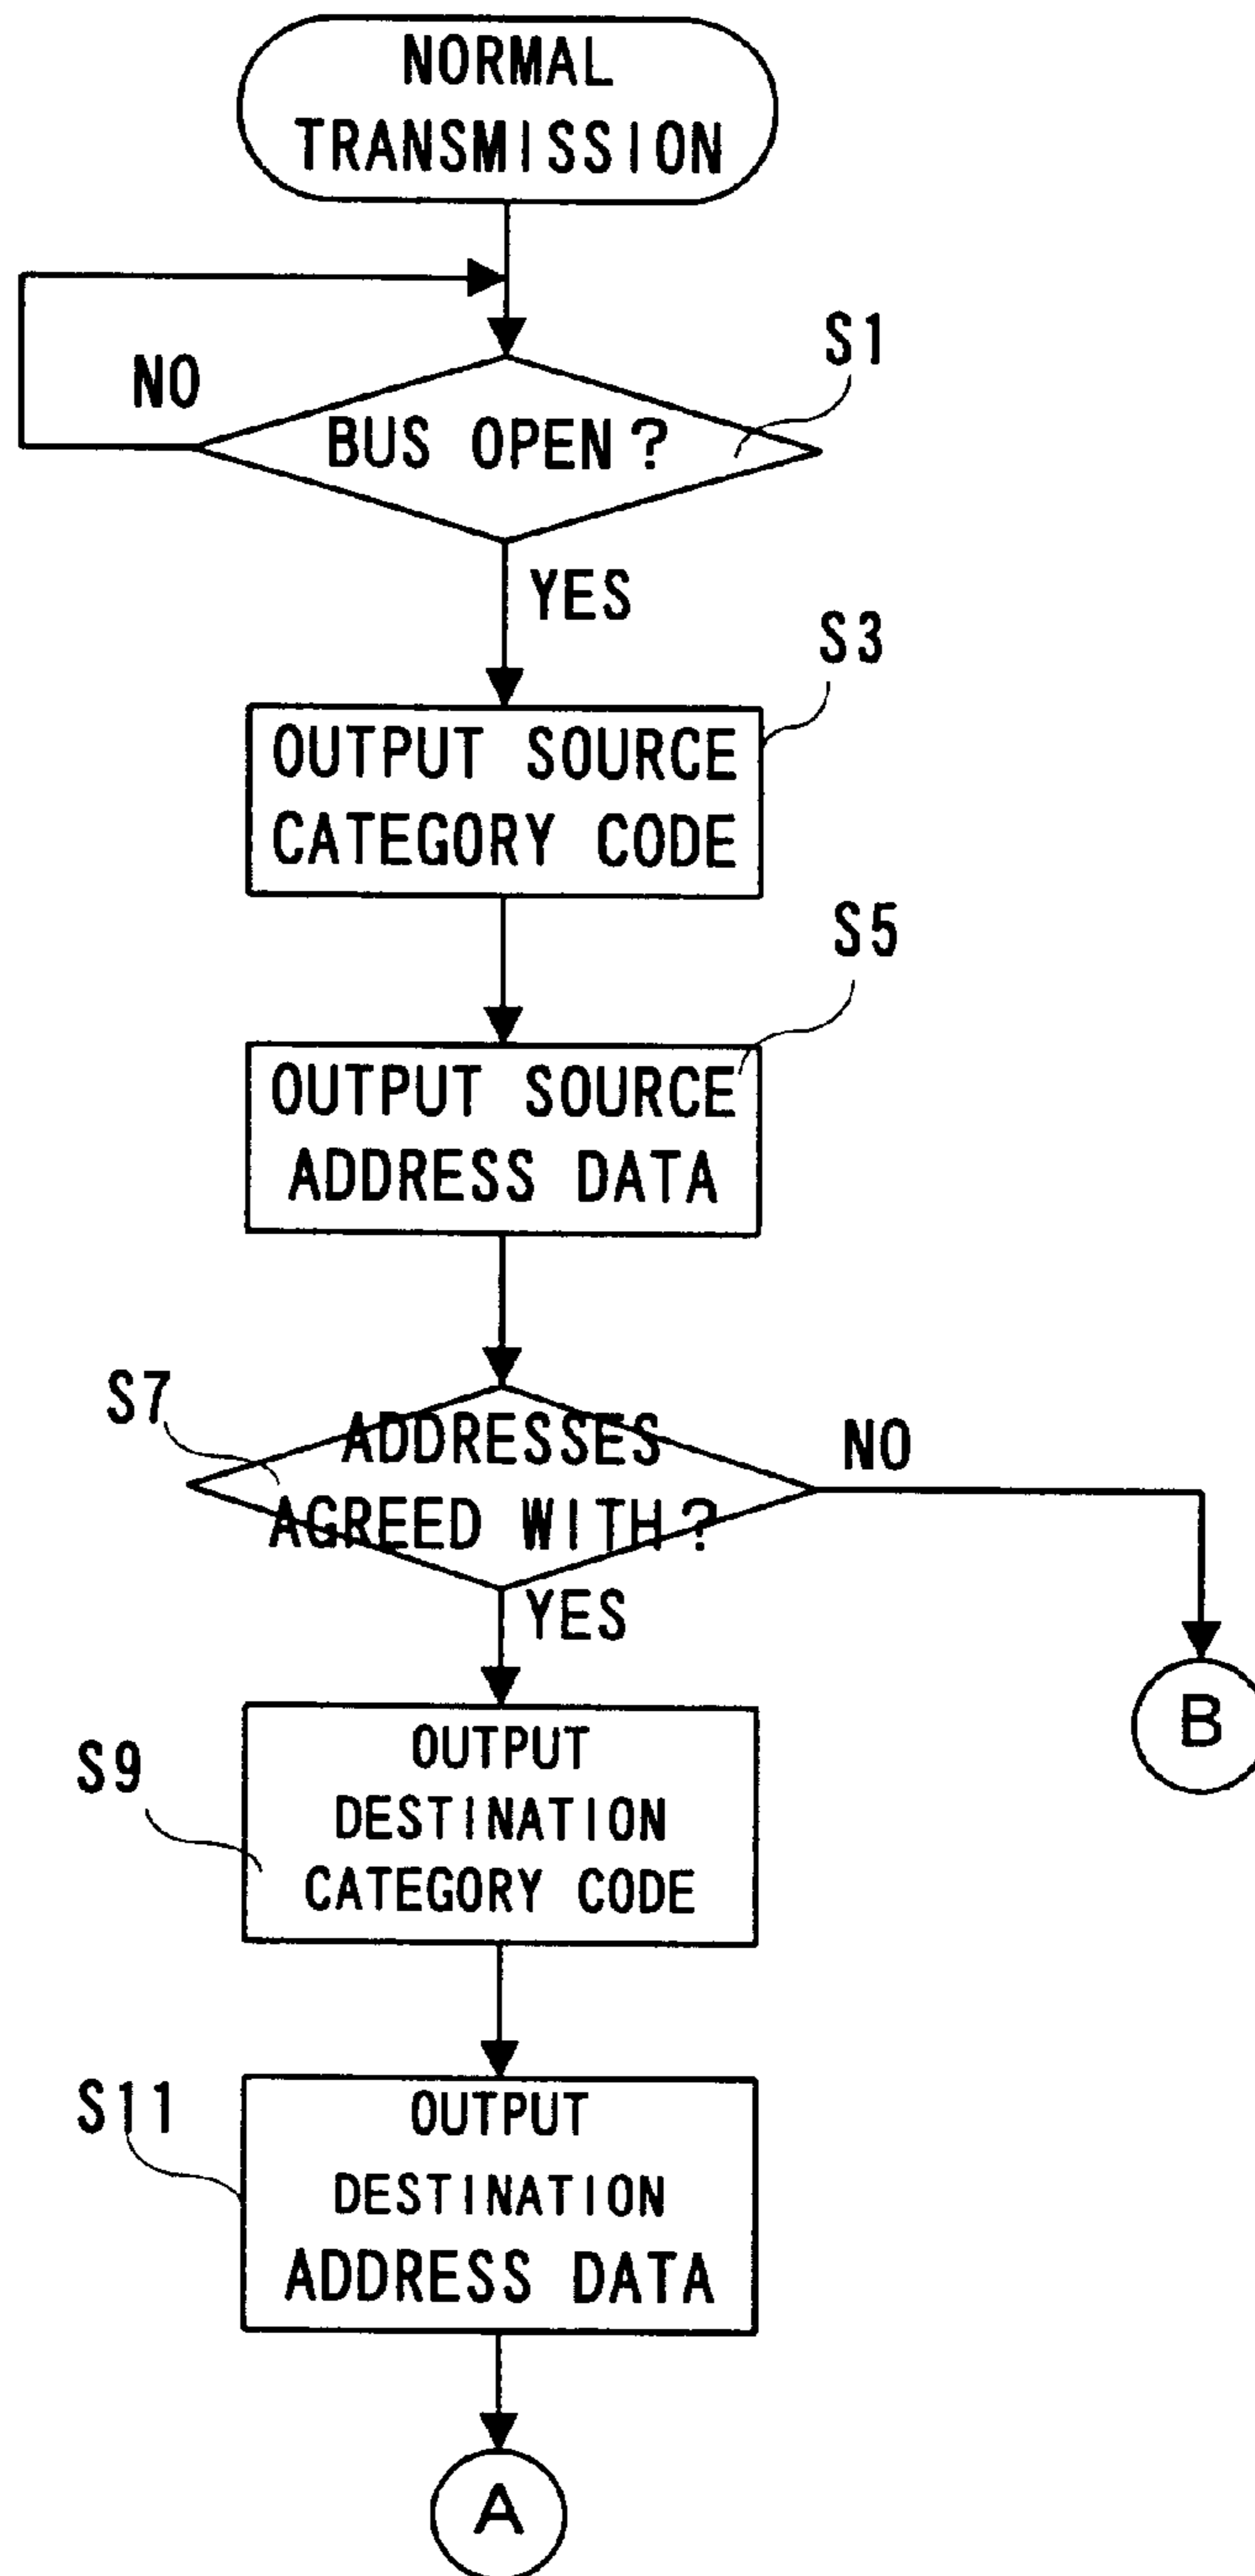 NORMAL
TRANSMISSION
S1
NO
BUS OPEN?
YES
S3
OUTPUT SOURCE
CATEGORY CODE
S5
OUTPUT SOURCE
ADDRESS DATA
S7
ADDRESSES
AGREED WITH?
NO
YES
B
S9
OUTPUT
DESTINATION
CATEGORY CODE
S11
OUTPUT
DESTINATION
ADDRESS DATA
A